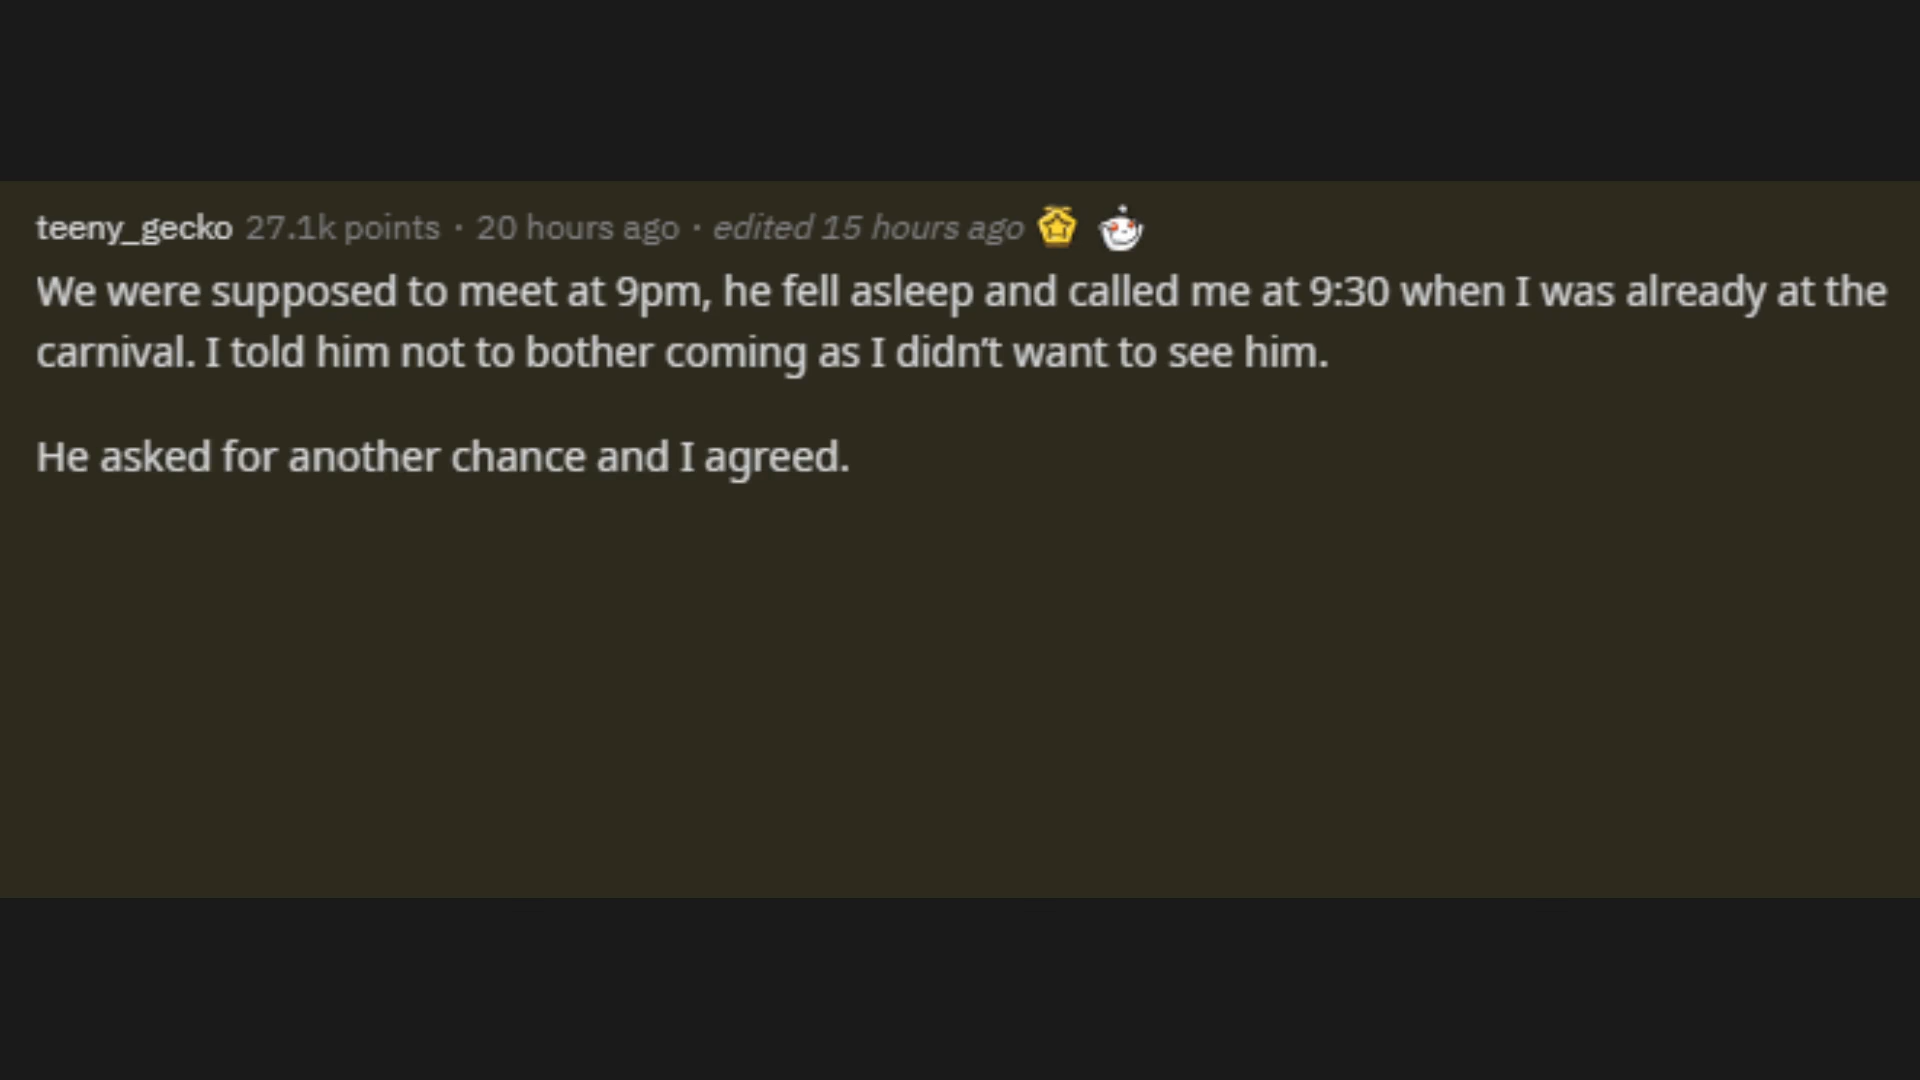 teeny_gecko 27.1k points · 20 hours ago · edited 15 hours ago
We were supposed to meet at 9pm, he fell asleep and called me at 9:30 when I was already at the
carnival. I told him not to bother coming as I didn't want to see him.
He asked for another chance and I agreed.